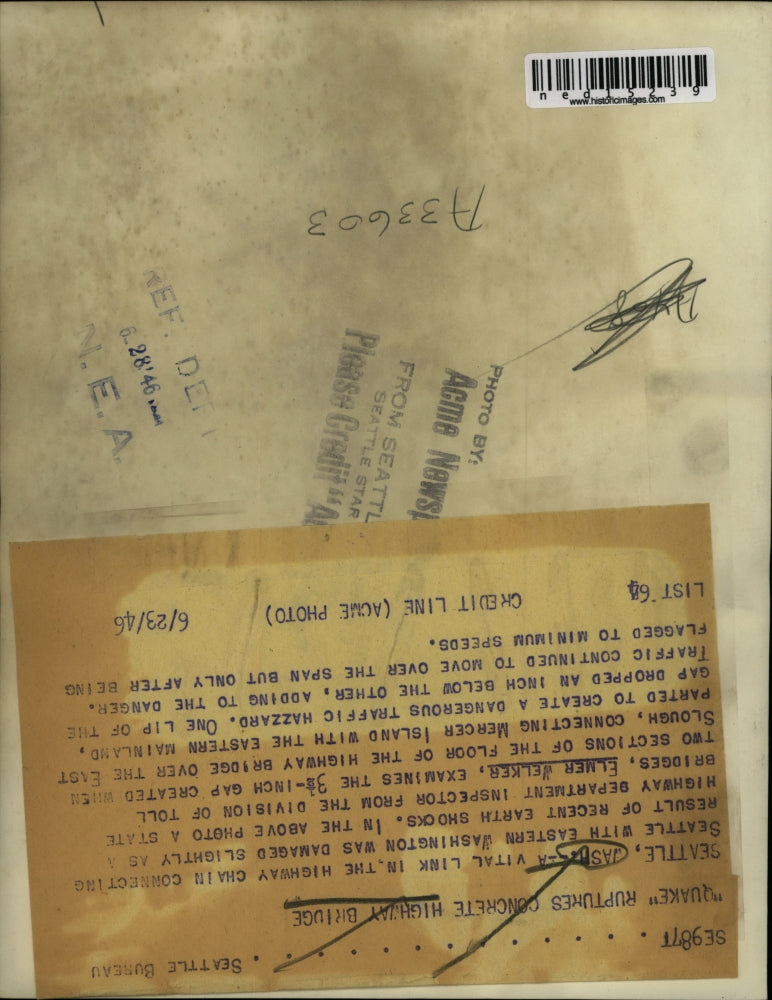 ned15239
www.historicimages.com
A33603
REF. DEPT
6-28'46
N.E.A.
PHOTO BY,
Acme Newsp
FROM SEATTL
SEATTLE STAR
Please Credit "A
SE987T . . . . . . . . . . . . SEATTLE BUREAU
"QUAKE" RUPTURES CONCRETE HIGHWAY BRIDGE
SEATTLE, WASH.--A VITAL LINK IN THE HIGHWAY CHAIN CONNECTING
SEATTLE WITH EASTERN WASHINGTON WAS DAMAGED SLIGHTLY AS A
RESULT OF RECENT EARTH SHOCKS. IN THE ABOVE PHOTO A STATE
HIGHWAY DEPARTMENT INSPECTOR FROM THE DIVISION OF TOLL
BRIDGES, ELMER WELKER, EXAMINES THE 3½-INCH GAP CREATED WHEN
TWO SECTIONS OF THE FLOOR OF THE HIGHWAY BRIDGE OVER THE EAST
SLOUGH, CONNECTING MERCER ISLAND WITH THE EASTERN MAINLAND,
PARTED TO CREATE A DANGEROUS TRAFFIC HAZZARD. ONE LIP OF THE
GAP DROPPED AN INCH BELOW THE OTHER, ADDING TO THE DANGER.
TRAFFIC CONTINUED TO MOVE OVER THE SPAN BUT ONLY AFTER BEING
FLAGGED TO MINIMUM SPEEDS.
LIST 64 CREDIT LINE (ACME PHOTO) 6/23/46